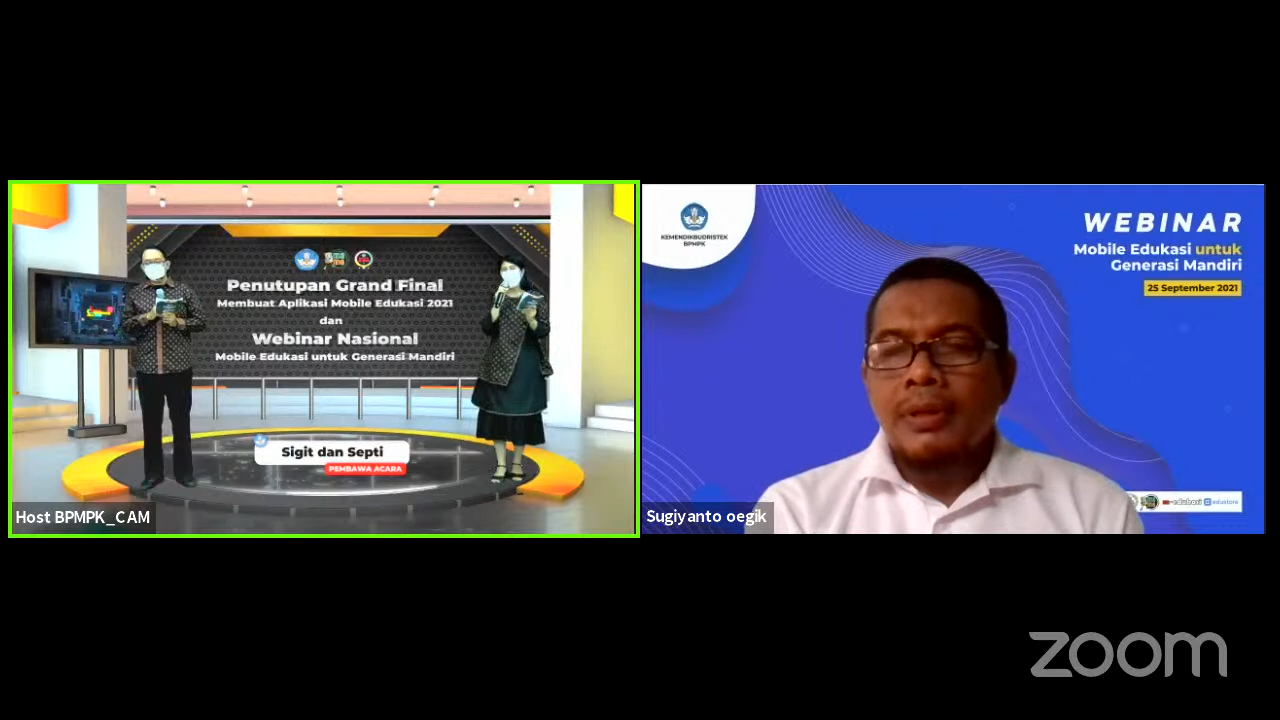 Penutupan Grand Final
Membuat Aplikasi Mobile Edukasi 2021
dan
Webinar Nasional
Mobile Edukasi untuk Generasi Mandiri
Sigit dan Septi
PEMBAWA ACARA
Host BPMPK_CAM
KEMENDIKBUDRISTEK
BPMPK
WEBINAR
Mobile Edukasi untuk
Generasi Mandiri
25 September 2021
edustore
Sugiyanto oegik
zoom